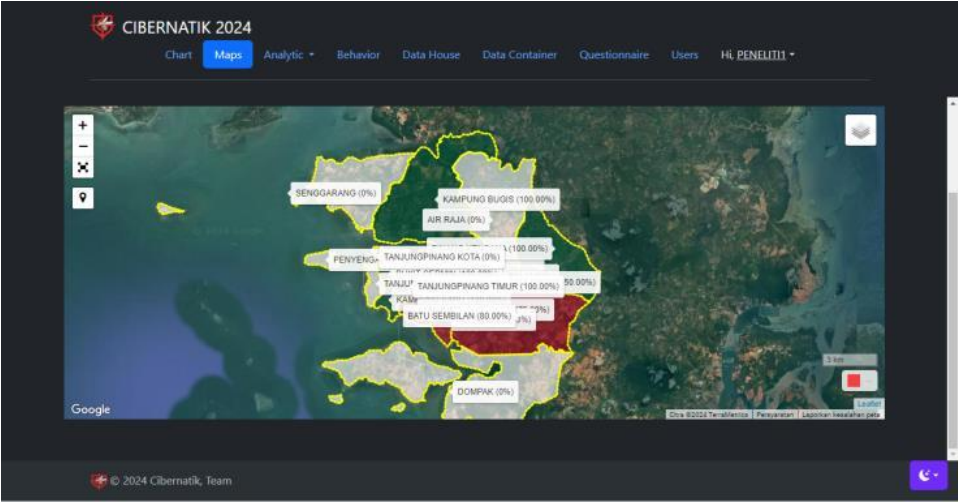 CIBERNATIK 2024
Chart Maps Analytic Behavior Data House Data Container Questionnaire Users Hi, PENELITI1
+
−
SENGGARANG (0%)
KAMPUNG BUGIS (100.00%)
AIR RAJA (0%)
(100.00%)
TANJUNGPINANG KOTA (0%)
TANJUNGPINANG TIMUR (100.00%)
50.00%)
BATU SEMBILAN (80.00%)
DOMPAK (0%)
3 km
Google
Leaflet
Citra ©2024 TerraMetrics Persyaratan Laporkan kesalahan peta
© 2024 Cibernatik, Team